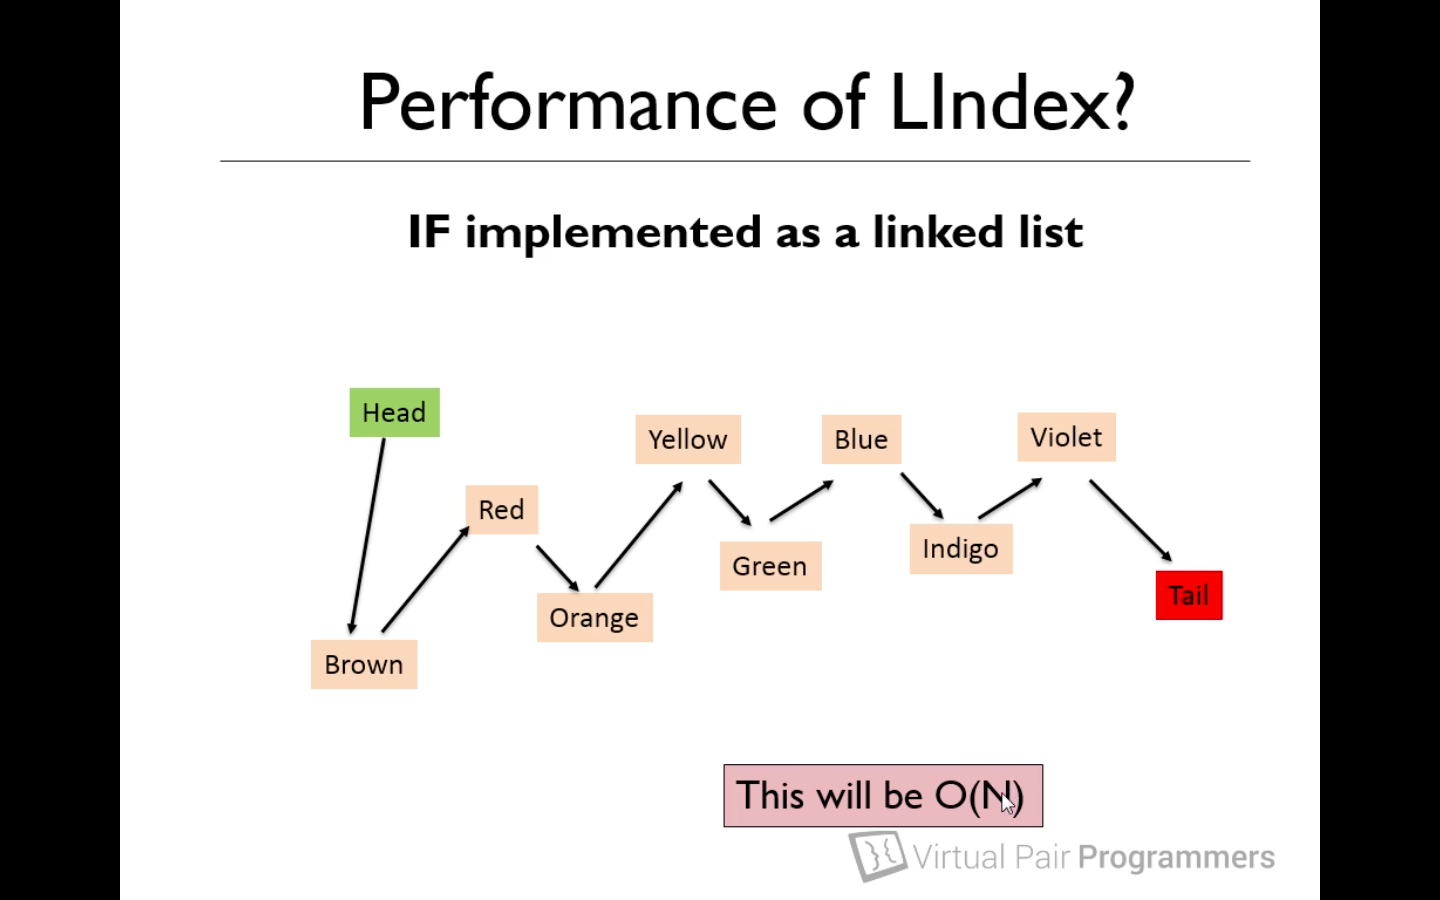 Performance of LIndex?
IF implemented as a linked list
Head
Yellow
Blue
Violet
Red
Green
Indigo
Orange
Tail
Brown
This will be O(N)
Virtual Pair Programmers